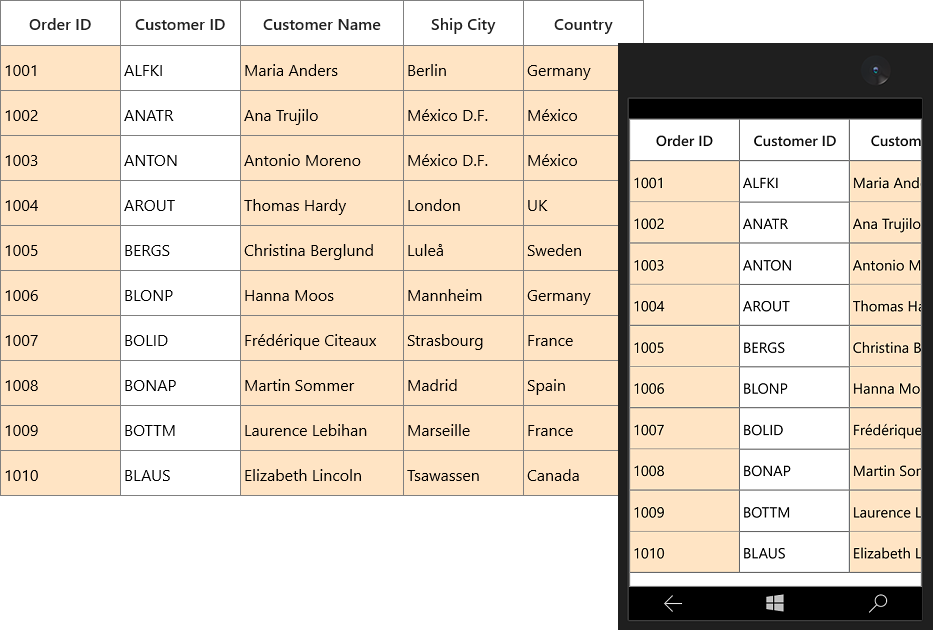 Order ID Customer ID Customer Name Ship City Country
1001 ALFKI Maria Anders Berlin Germany
1002 ANATR Ana Trujilo México D.F. México
1003 ANTON Antonio Moreno México D.F. México
1004 AROUT Thomas Hardy London UK
1005 BERGS Christina Berglund Luleå Sweden
1006 BLONP Hanna Moos Mannheim Germany
1007 BOLID Frédérique Citeaux Strasbourg France
1008 BONAP Martin Sommer Madrid Spain
1009 BOTTM Laurence Lebihan Marseille France
1010 BLAUS Elizabeth Lincoln Tsawassen Canada
Order ID Customer ID Custom
1001 ALFKI Maria And
1002 ANATR Ana Trujilo
1003 ANTON Antonio M
1004 AROUT Thomas Ha
1005 BERGS Christina B
1006 BLONP Hanna Mo
1007 BOLID Frédérique
1008 BONAP Martin Sor
1009 BOTTM Laurence L
1010 BLAUS Elizabeth L